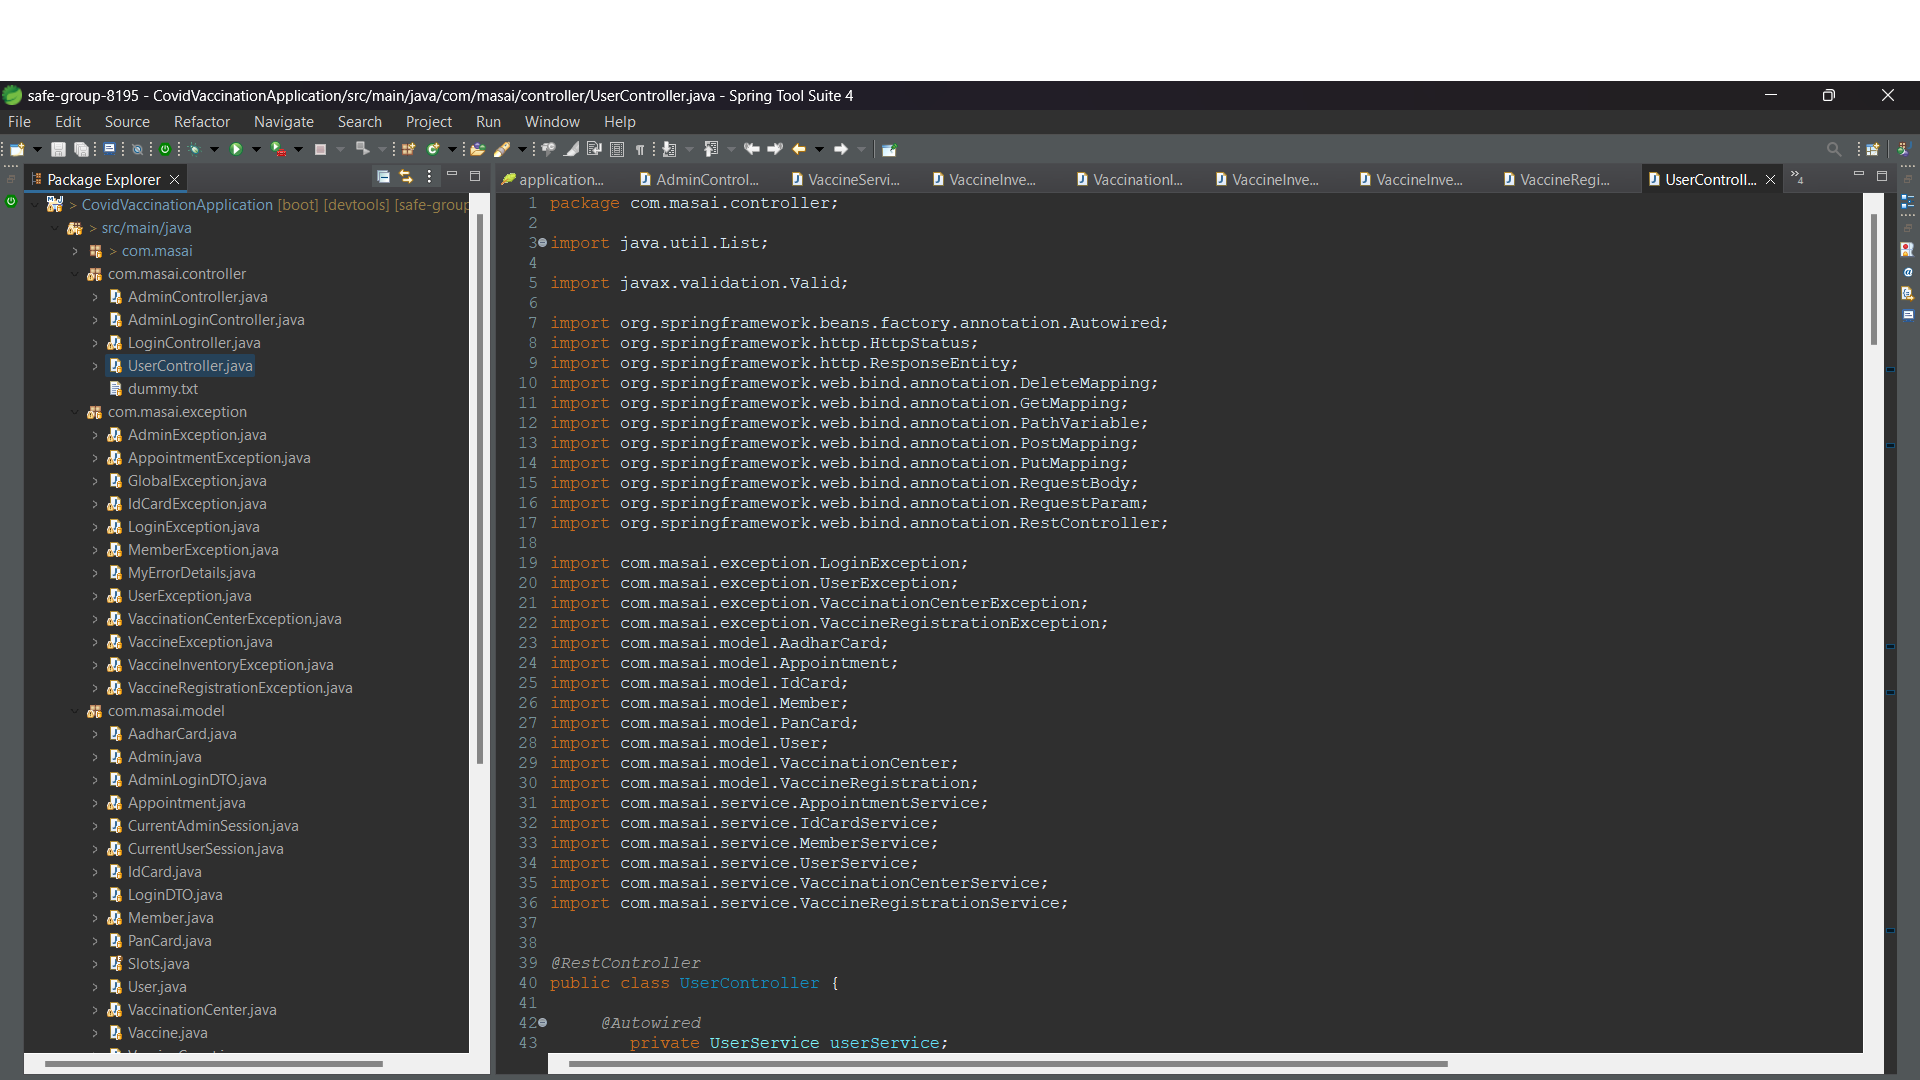 safe-group-8195 - CovidVaccinationApplication/src/main/java/com/masai/controller/UserController.java - Spring Tool Suite 4
File Edit Source Refactor Navigate Search Project Run Window Help
Package Explorer
application... AdminControl... VaccineServi... VaccineInve... VaccinationI... VaccineInve... VaccineInve... VaccineRegi... UserControll... »4
> CovidVaccinationApplication [boot] [devtools] [safe-group
> src/main/java
> com.masai
com.masai.controller
AdminController.java
AdminLoginController.java
LoginController.java
UserController.java
dummy.txt
com.masai.exception
AdminException.java
AppointmentException.java
GlobalException.java
IdCardException.java
LoginException.java
MemberException.java
MyErrorDetails.java
UserException.java
VaccinationCenterException.java
VaccineException.java
VaccineInventoryException.java
VaccineRegistrationException.java
com.masai.model
AadharCard.java
Admin.java
AdminLoginDTO.java
Appointment.java
CurrentAdminSession.java
CurrentUserSession.java
IdCard.java
LoginDTO.java
Member.java
PanCard.java
Slots.java
User.java
VaccinationCenter.java
Vaccine.java
1 package com.masai.controller;
2
3 import java.util.List;
4
5 import javax.validation.Valid;
6
7 import org.springframework.beans.factory.annotation.Autowired;
8 import org.springframework.http.HttpStatus;
9 import org.springframework.http.ResponseEntity;
10 import org.springframework.web.bind.annotation.DeleteMapping;
11 import org.springframework.web.bind.annotation.GetMapping;
12 import org.springframework.web.bind.annotation.PathVariable;
13 import org.springframework.web.bind.annotation.PostMapping;
14 import org.springframework.web.bind.annotation.PutMapping;
15 import org.springframework.web.bind.annotation.RequestBody;
16 import org.springframework.web.bind.annotation.RequestParam;
17 import org.springframework.web.bind.annotation.RestController;
18
19 import com.masai.exception.LoginException;
20 import com.masai.exception.UserException;
21 import com.masai.exception.VaccinationCenterException;
22 import com.masai.exception.VaccineRegistrationException;
23 import com.masai.model.AadharCard;
24 import com.masai.model.Appointment;
25 import com.masai.model.IdCard;
26 import com.masai.model.Member;
27 import com.masai.model.PanCard;
28 import com.masai.model.User;
29 import com.masai.model.VaccinationCenter;
30 import com.masai.model.VaccineRegistration;
31 import com.masai.service.AppointmentService;
32 import com.masai.service.IdCardService;
33 import com.masai.service.MemberService;
34 import com.masai.service.UserService;
35 import com.masai.service.VaccinationCenterService;
36 import com.masai.service.VaccineRegistrationService;
37
38
39 @RestController
40 public class UserController {
41
42 @Autowired
43 private UserService userService;